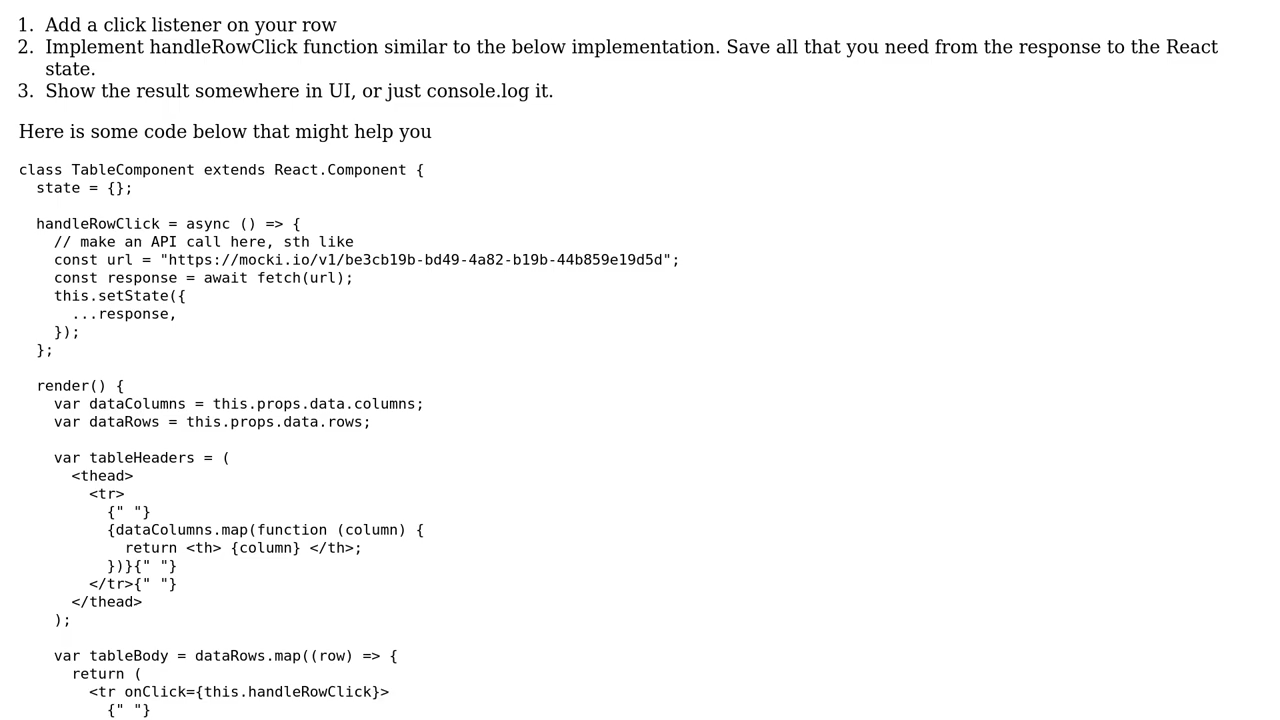 1. Add a click listener on your row
2. Implement handleRowClick function similar to the below implementation. Save all that you need from the response to the React
state.
3. Show the result somewhere in UI, or just console.log it.
Here is some code below that might help you
class TableComponent extends React.Component {
  state = {};
  handleRowClick = async () => {
    // make an API call here, sth like
    const url = "https://mocki.io/v1/be3cb19b-bd49-4a82-b19b-44b859e19d5d";
    const response = await fetch(url);
    this.setState({
      ...response,
    });
  };
  render() {
    var dataColumns = this.props.data.columns;
    var dataRows = this.props.data.rows;
    var tableHeaders = (
      <thead>
        <tr>
          {" "}
          {dataColumns.map(function (column) {
            return <th> {column} </th>;
          })}{" "}
        </tr>{" "}
      </thead>
    );
    var tableBody = dataRows.map((row) => {
      return (
        <tr onClick={this.handleRowClick}>
          {" "}